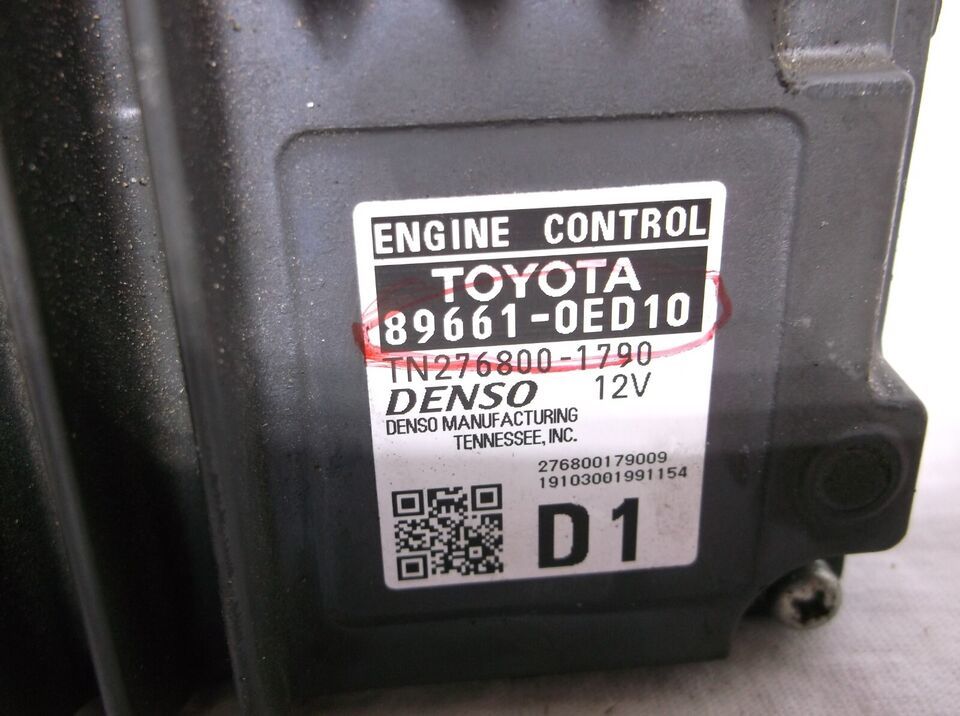 ENGINE CONTROL
TOYOTA
89661-0ED10
TN276800-1790
DENSO 12V
DENSO MANUFACTURING
TENNESSEE, INC.
276800179009
19103001991154
D1